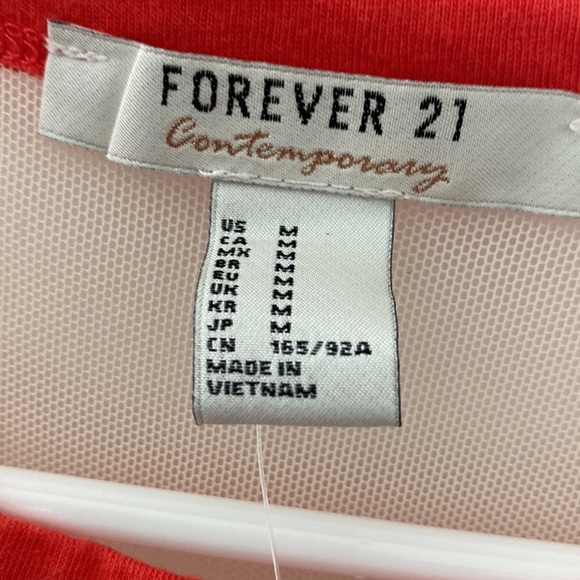 FOREVER 21
Contemporary
US M
CA M
MX M
BR M
EU M
UK M
KR M
JP M
CN 165/92A
MADE IN
VIETNAM